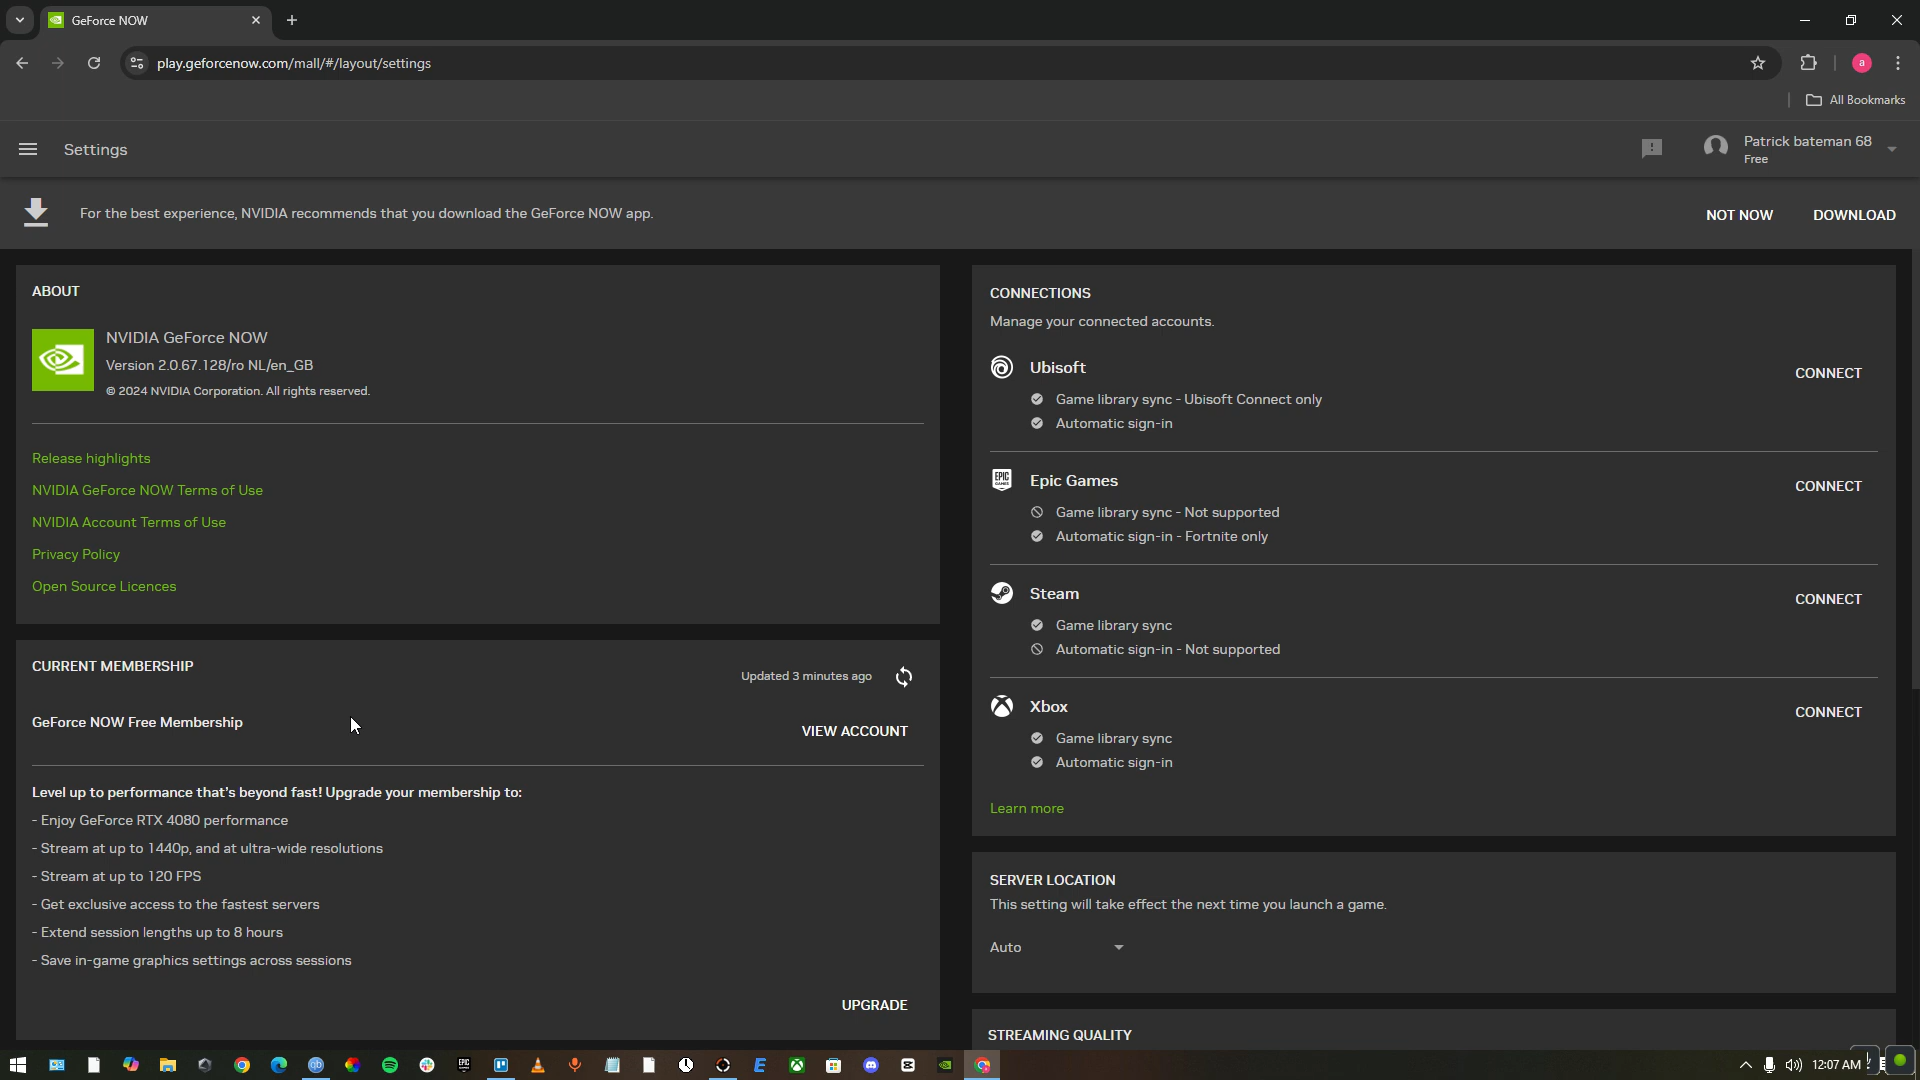 GeForce NOW
play.geforcenow.com/mall/#/layout/settings
a
All Bookmarks
Settings
Patrick bateman 68
Free
For the best experience, NVIDIA recommends that you download the GeForce NOW app.
NOT NOW
DOWNLOAD
ABOUT
NVIDIA GeForce NOW
Version 2.0.67.128/ro NL/en_GB
© 2024 NVIDIA Corporation. All rights reserved.
Release highlights
NVIDIA GeForce NOW Terms of Use
NVIDIA Account Terms of Use
Privacy Policy
Open Source Licences
CURRENT MEMBERSHIP
Updated 3 minutes ago
GeForce NOW Free Membership
VIEW ACCOUNT
Level up to performance that's beyond fast! Upgrade your membership to:
- Enjoy GeForce RTX 4080 performance
- Stream at up to 1440p, and at ultra-wide resolutions
- Stream at up to 120 FPS
- Get exclusive access to the fastest servers
- Extend session lengths up to 8 hours
- Save in-game graphics settings across sessions
UPGRADE
CONNECTIONS
Manage your connected accounts.
Ubisoft
CONNECT
Game library sync - Ubisoft Connect only
Automatic sign-in
EPIC GAMES
Epic Games
CONNECT
Game library sync - Not supported
Automatic sign-in - Fortnite only
Steam
CONNECT
Game library sync
Automatic sign-in - Not supported
Xbox
CONNECT
Game library sync
Automatic sign-in
Learn more
SERVER LOCATION
This setting will take effect the next time you launch a game.
Auto
STREAMING QUALITY
qb
EPIC
E
12:07 AM